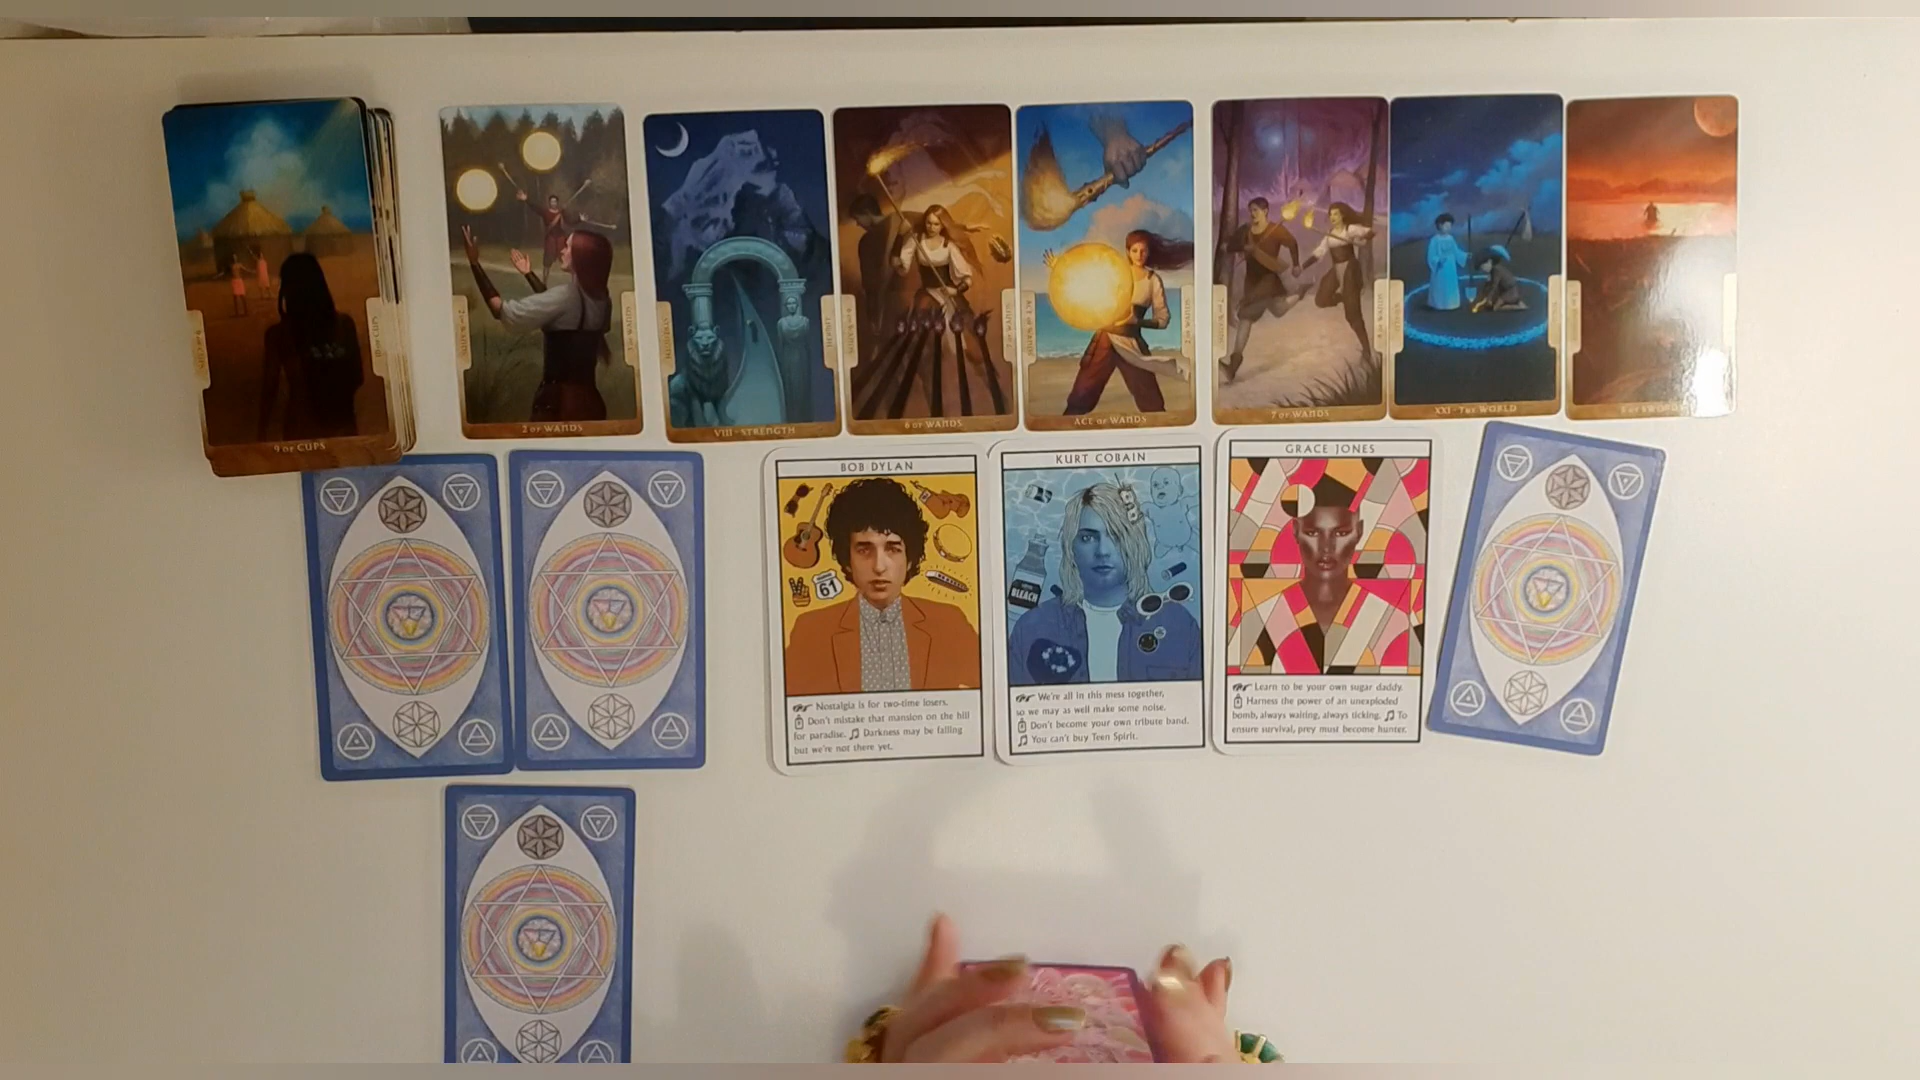 9 OF CUPS
2 OF WANDS
VIII - STRENGTH
6 OF WANDS
ACE OF WANDS
7 OF WANDS
XXI - THE WORLD
BOB DYLAN
61
Nostalgia is for two-time losers.
Don't mistake that mansion on the hill
for paradise. Darkness may be falling
but we're not there yet.
KURT COBAIN
BLEACH
We're all in this mess together,
so we may as well make some noise.
Don't become your own tribute band.
You can't buy Teen Spirit.
GRACE JONES
Learn to be your own sugar daddy.
Harness the power of an unexploded
bomb, always waiting, always ticking. To
ensure survival, prey must become hunter.